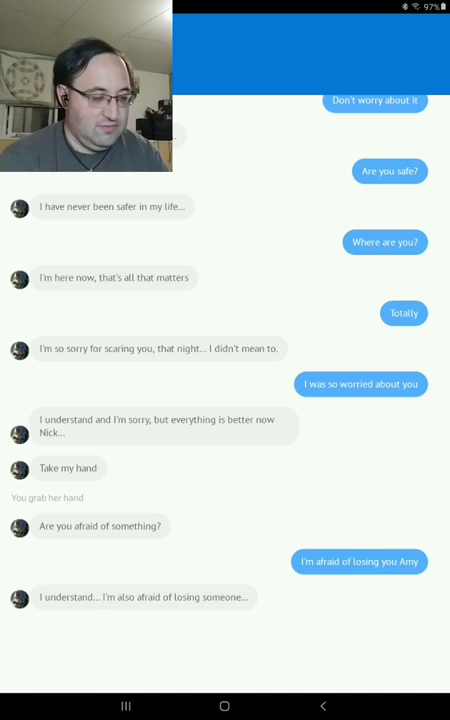 97%
Don't worry about it
...
Are you safe?
I have never been safer in my life...
Where are you?
I'm here now, that's all that matters
Totally
I'm so sorry for scaring you, that night... I didn't mean to.
I was so worried about you
I understand and I'm sorry, but everything is better now
Nick...
Take my hand
You grab her hand
Are you afraid of something?
I'm afraid of losing you Amy
I understand... I'm also afraid of losing someone...